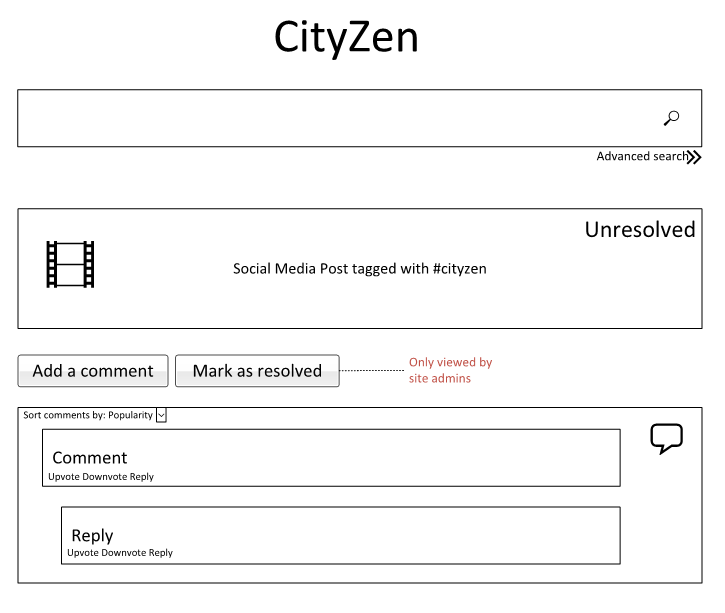 CityZen
Advanced search
Unresolved
Social Media Post tagged with #cityzen
Add a comment
Mark as resolved
Only viewed by
site admins
Sort comments by: Popularity
Comment
Upvote Downvote Reply
Reply
Upvote Downvote Reply